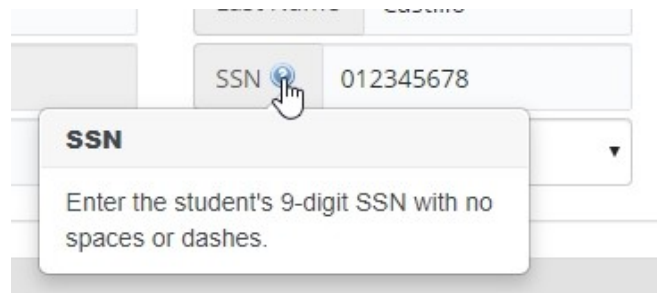 SSN 012345678
SSN
Enter the student's 9-digit SSN with no
spaces or dashes.